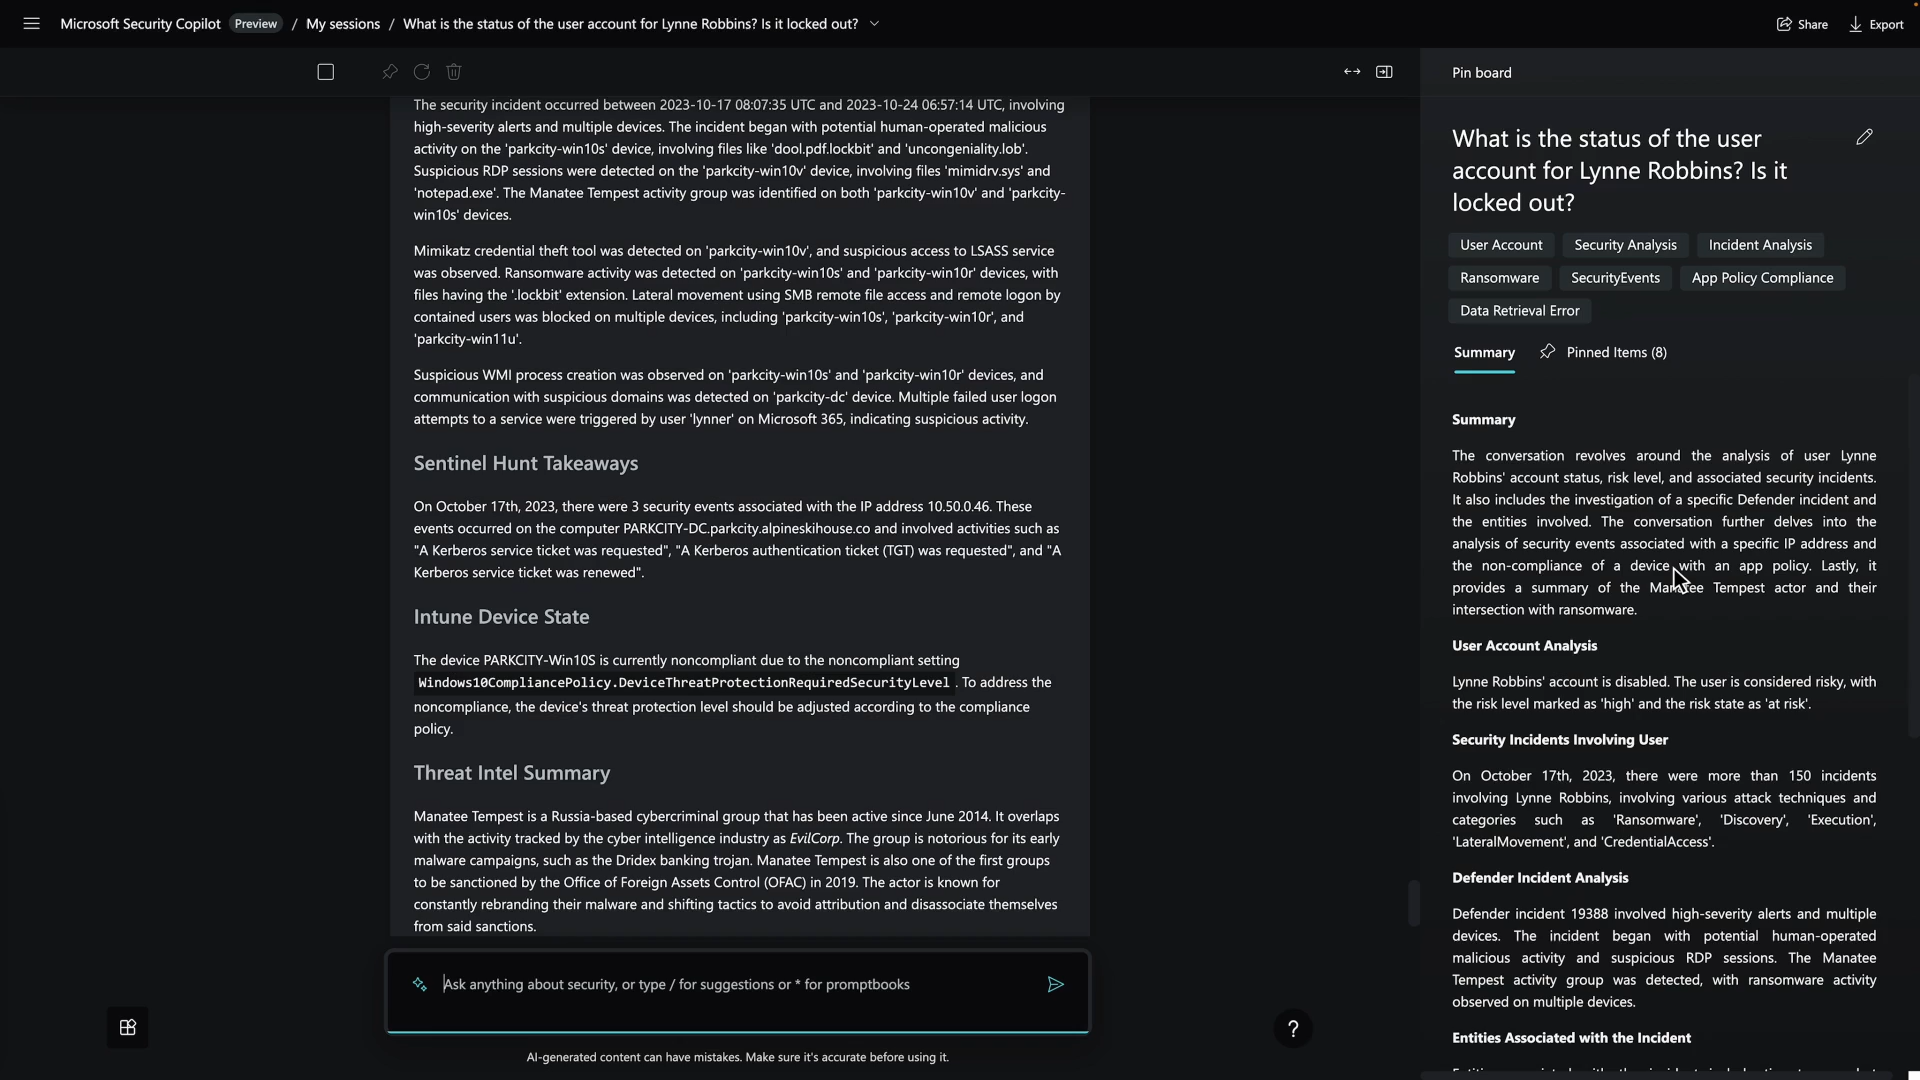 Microsoft Security Copilot Preview / My sessions / What is the status of the user account for Lynne Robbins? Is it locked out?
Share Export
The security incident occurred between 2023-10-17 08:07:35 UTC and 2023-10-24 06:57:14 UTC, involving
high-severity alerts and multiple devices. The incident began with potential human-operated malicious
activity on the 'parkcity-win10s' device, involving files like 'dool.pdf.lockbit' and 'uncongeniality.lob'.
Suspicious RDP sessions were detected on the 'parkcity-win10v' device, involving files 'mimidrv.sys' and
'notepad.exe'. The Manatee Tempest activity group was identified on both 'parkcity-win10v' and 'parkcity-
win10s' devices.
Mimikatz credential theft tool was detected on 'parkcity-win10v', and suspicious access to LSASS service
was observed. Ransomware activity was detected on 'parkcity-win10s' and 'parkcity-win10r' devices, with
files having the '.lockbit' extension. Lateral movement using SMB remote file access and remote logon by
contained users was blocked on multiple devices, including 'parkcity-win10s', 'parkcity-win10r', and
'parkcity-win11u'.
Suspicious WMI process creation was observed on 'parkcity-win10s' and 'parkcity-win10r' devices, and
communication with suspicious domains was detected on 'parkcity-dc' device. Multiple failed user logon
attempts to a service were triggered by user 'lynner' on Microsoft 365, indicating suspicious activity.
Sentinel Hunt Takeaways
On October 17th, 2023, there were 3 security events associated with the IP address 10.50.0.46. These
events occurred on the computer PARKCITY-DC.parkcity.alpineskihouse.co and involved activities such as
"A Kerberos service ticket was requested", "A Kerberos authentication ticket (TGT) was requested", and "A
Kerberos service ticket was renewed".
Intune Device State
The device PARKCITY-Win10S is currently noncompliant due to the noncompliant setting
Windows10CompliancePolicy.DeviceThreatProtectionRequiredSecurityLevel . To address the
noncompliance, the device's threat protection level should be adjusted according to the compliance
policy.
Threat Intel Summary
Manatee Tempest is a Russia-based cybercriminal group that has been active since June 2014. It overlaps
with the activity tracked by the cyber intelligence industry as EvilCorp. The group is notorious for its early
malware campaigns, such as the Dridex banking trojan. Manatee Tempest is also one of the first groups
to be sanctioned by the Office of Foreign Assets Control (OFAC) in 2019. The actor is known for
constantly rebranding their malware and shifting tactics to avoid attribution and disassociate themselves
from said sanctions.
Ask anything about security, or type / for suggestions or * for promptbooks
?
AI-generated content can have mistakes. Make sure it's accurate before using it.
Pin board
What is the status of the user
account for Lynne Robbins? Is it
locked out?
User Account Security Analysis Incident Analysis
Ransomware SecurityEvents App Policy Compliance
Data Retrieval Error
Summary Pinned Items (8)
Summary
The conversation revolves around the analysis of user Lynne
Robbins' account status, risk level, and associated security incidents.
It also includes the investigation of a specific Defender incident and
the entities involved. The conversation further delves into the
analysis of security events associated with a specific IP address and
the non-compliance of a device with an app policy. Lastly, it
provides a summary of the Manatee Tempest actor and their
intersection with ransomware.
User Account Analysis
Lynne Robbins' account is disabled. The user is considered risky, with
the risk level marked as 'high' and the risk state as 'at risk'.
Security Incidents Involving User
On October 17th, 2023, there were more than 150 incidents
involving Lynne Robbins, involving various attack techniques and
categories such as 'Ransomware', 'Discovery', 'Execution',
'LateralMovement', and 'CredentialAccess'.
Defender Incident Analysis
Defender incident 19388 involved high-severity alerts and multiple
devices. The incident began with potential human-operated
malicious activity and suspicious RDP sessions. The Manatee
Tempest activity group was detected, with ransomware activity
observed on multiple devices.
Entities Associated with the Incident